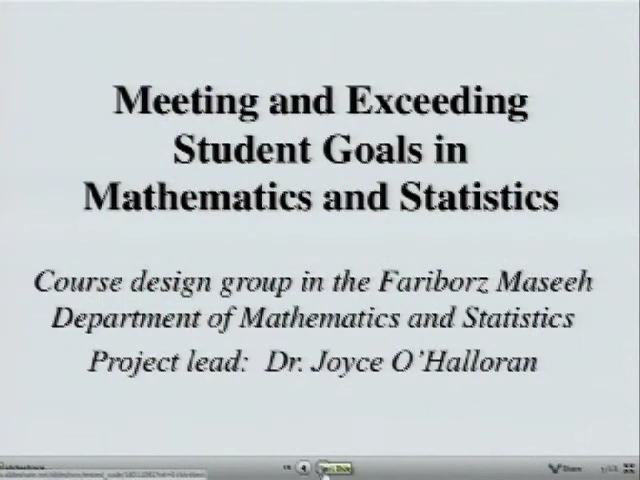 Meeting and Exceeding
Student Goals in
Mathematics and Statistics
Course design group in the Fariborz Maseeh
Department of Mathematics and Statistics
Project lead: Dr. Joyce O'Halloran